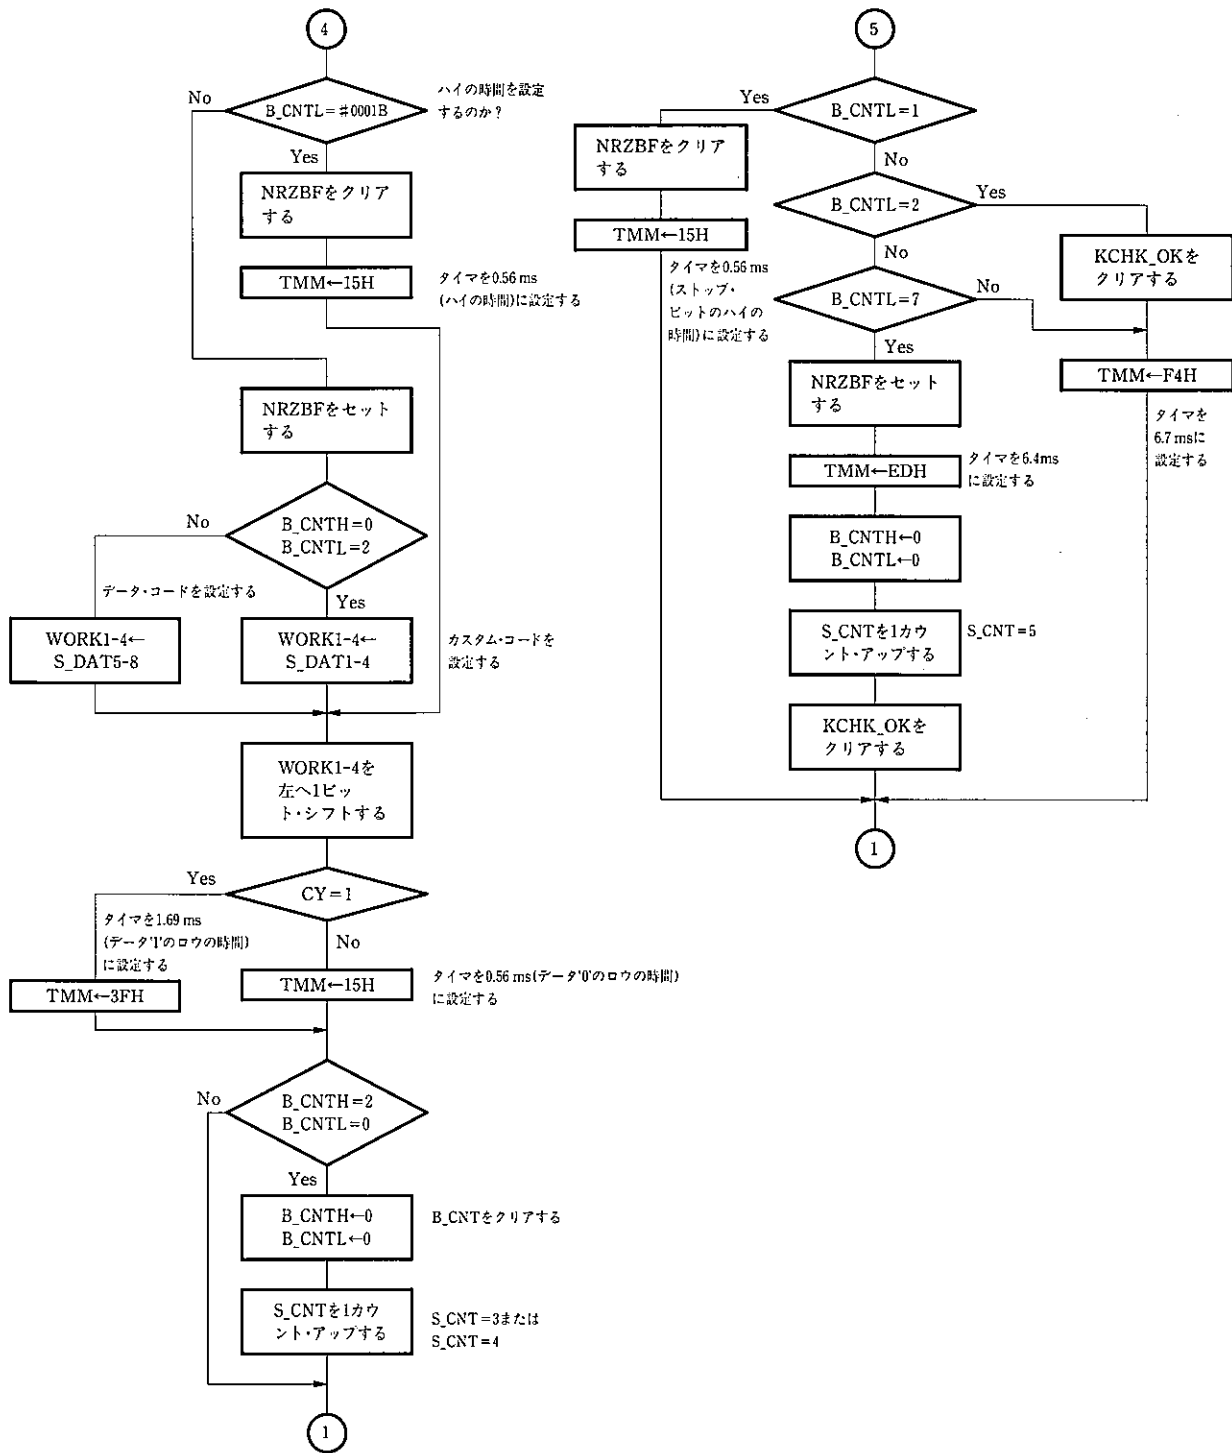 4
B_CNTL=#0001B
ハイの時間を設定
するのか?
No
Yes
NRZBFをクリア
する
TMM←15H
タイマを0.56 ms
(ハイの時間)に設定する
NRZBFをセット
する
B_CNTH=0
B_CNTL=2
No
データ・コードを設定する
Yes
WORK1-4←
S_DAT5-8
WORK1-4←
S_DAT1-4
カスタム・コードを
設定する
WORK1-4を
左へ1ビッ
ト・シフトする
Yes
CY=1
タイマを1.69 ms
(データ'1'のロウの時間)
に設定する
No
TMM←3FH
TMM←15H
タイマを0.56 ms(データ'0'のロウの時間)
に設定する
No
B_CNTH=2
B_CNTL=0
Yes
B_CNTH←0
B_CNTL←0
B_CNTをクリアする
S_CNTを1カウ
ント・アップする
S_CNT=3または
S_CNT=4
1
5
Yes
B_CNTL=1
NRZBFをクリア
する
No
B_CNTL=2
Yes
TMM←15H
タイマを0.56 ms
(ストップ・
ビットのハイの
時間)に設定する
No
KCHK_OKを
クリアする
B_CNTL=7
No
Yes
NRZBFをセット
する
TMM←F4H
タイマを
6.7 msに
設定する
TMM←EDH
タイマを6.4ms
に設定する
B_CNTH←0
B_CNTL←0
S_CNTを1カウ
ント・アップする
S_CNT=5
KCHK_OKを
クリアする
1